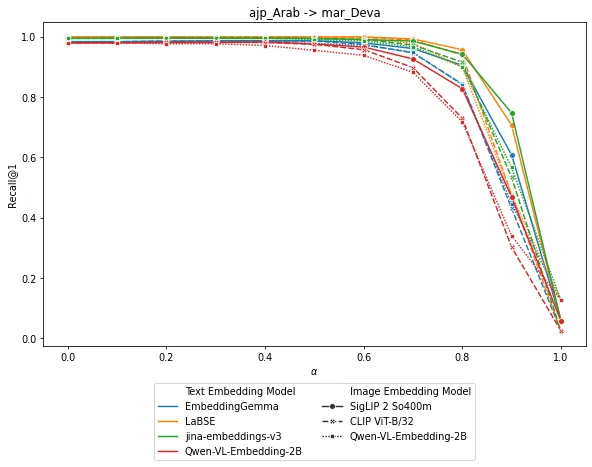 ajp_Arab -> mar_Deva
Recall@1
1.0
0.8
0.6
0.4
0.2
0.0
0.0 0.2 0.4 0.6 0.8 1.0
α
Text Embedding Model
EmbeddingGemma
LaBSE
jina-embeddings-v3
Qwen-VL-Embedding-2B
Image Embedding Model
SigLIP 2 So400m
CLIP ViT-B/32
Qwen-VL-Embedding-2B